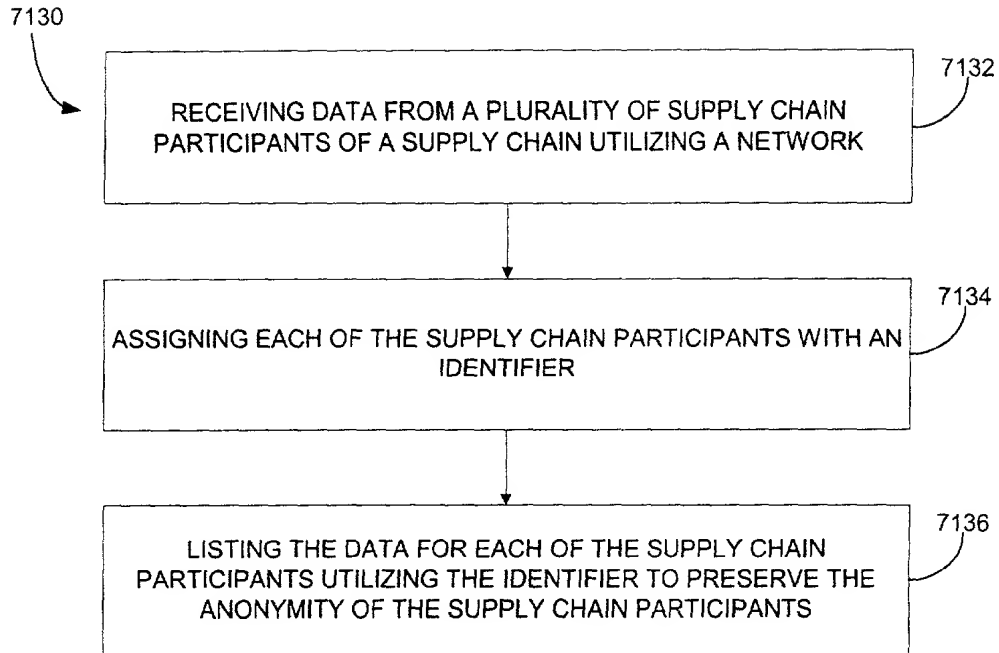 7130
7132
RECEIVING DATA FROM A PLURALITY OF SUPPLY CHAIN
PARTICIPANTS OF A SUPPLY CHAIN UTILIZING A NETWORK
7134
ASSIGNING EACH OF THE SUPPLY CHAIN PARTICIPANTS WITH AN
IDENTIFIER
7136
LISTING THE DATA FOR EACH OF THE SUPPLY CHAIN
PARTICIPANTS UTILIZING THE IDENTIFIER TO PRESERVE THE
ANONYMITY OF THE SUPPLY CHAIN PARTICIPANTS